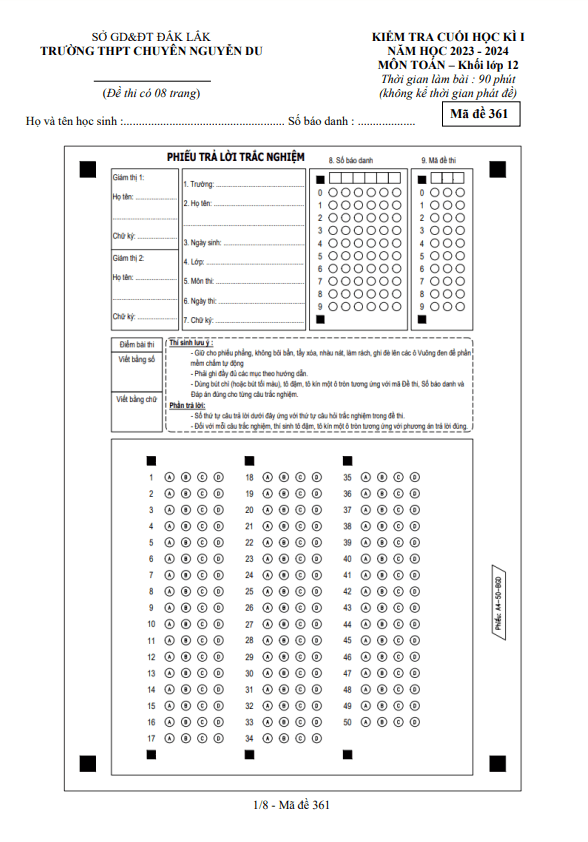 SỞ GD&ĐT ĐẮK LẮK
TRƯỜNG THPT CHUYÊN NGUYỄN DU
(Đề thi có 08 trang)
KIỂM TRA CUỐI HỌC KÌ I
NĂM HỌC 2023 - 2024
MÔN TOÁN – Khối lớp 12
Thời gian làm bài : 90 phút
(không kể thời gian phát đề)
Họ và tên học sinh :.................................................... Số báo danh : ...................
Mã đề 361
PHIẾU TRẢ LỜI TRẮC NGHIỆM
Giám thị 1:
Họ tên: ......................
......................
Chữ ký: ......................
Giám thị 2:
Họ tên: ......................
......................
Chữ ký: ......................
1. Trường: ......................
2. Họ tên: ......................
......................
3. Ngày sinh: ......................
4. Lớp: ......................
5. Môn thi: ......................
6. Ngày thi: ......................
7. Chữ ký: ......................
8. Số báo danh
0
1
2
3
4
5
6
7
8
9
9. Mã đề thi
0
1
2
3
4
5
6
7
8
9
Điểm bài thi
Viết bằng số
Viết bằng chữ
Thí sinh lưu ý :
- Giữ cho phiếu phẳng, không bôi bẩn, tẩy xóa, nhàu nát, làm rách, ghi đè lên các ô Vuông đen để phần
mềm chấm tự động
- Phải ghi đầy đủ các mục theo hướng dẫn.
- Dùng bút chì (hoặc bút tối màu), tô đậm, tô kín một ô tròn tương ứng với mã Đề thi, Số báo danh và
Đáp án đúng cho từng câu trắc nghiệm.
Phần trả lời:
- Số thứ tự câu trả lời dưới đây ứng với thứ tự câu hỏi trắc nghiệm trong đề thi.
- Đối với mỗi câu trắc nghiệm, thí sinh tô đậm, tô kín một ô tròn tương ứng với phương án trả lời đúng.
1 A B C D
2 A B C D
3 A B C D
4 A B C D
5 A B C D
6 A B C D
7 A B C D
8 A B C D
9 A B C D
10 A B C D
11 A B C D
12 A B C D
13 A B C D
14 A B C D
15 A B C D
16 A B C D
17 A B C D
18 A B C D
19 A B C D
20 A B C D
21 A B C D
22 A B C D
23 A B C D
24 A B C D
25 A B C D
26 A B C D
27 A B C D
28 A B C D
29 A B C D
30 A B C D
31 A B C D
32 A B C D
33 A B C D
34 A B C D
35 A B C D
36 A B C D
37 A B C D
38 A B C D
39 A B C D
40 A B C D
41 A B C D
42 A B C D
43 A B C D
44 A B C D
45 A B C D
46 A B C D
47 A B C D
48 A B C D
49 A B C D
50 A B C D
Phiếu: A4-50-BGD
1/8 - Mã đề 361